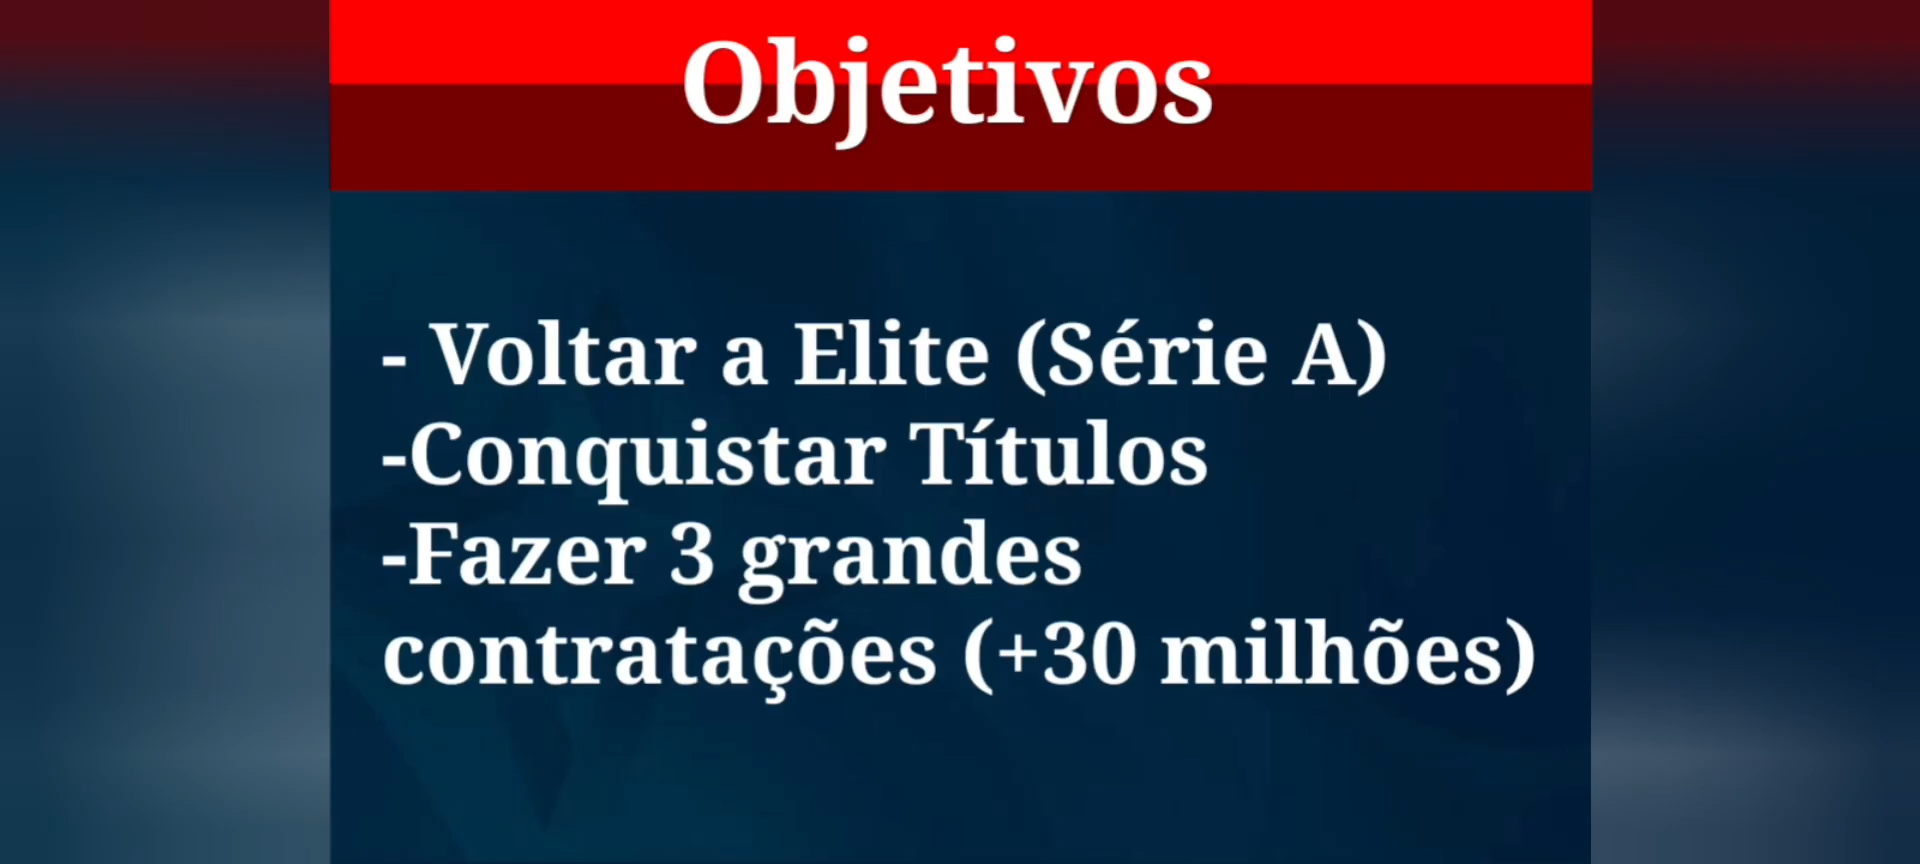 Objetivos
- Voltar a Elite (Série A)
-Conquistar Títulos
-Fazer 3 grandes
contratações (+30 milhões)